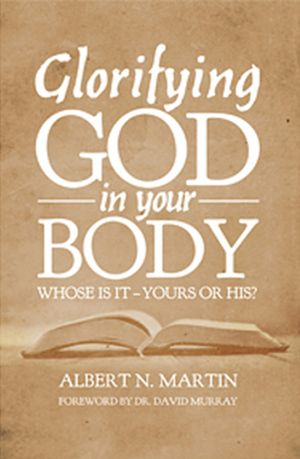 Glorifying
GOD
in your
BODY
WHOSE IS IT – YOURS OR HIS?
ALBERT N. MARTIN
FOREWORD BY DR. DAVID MURRAY